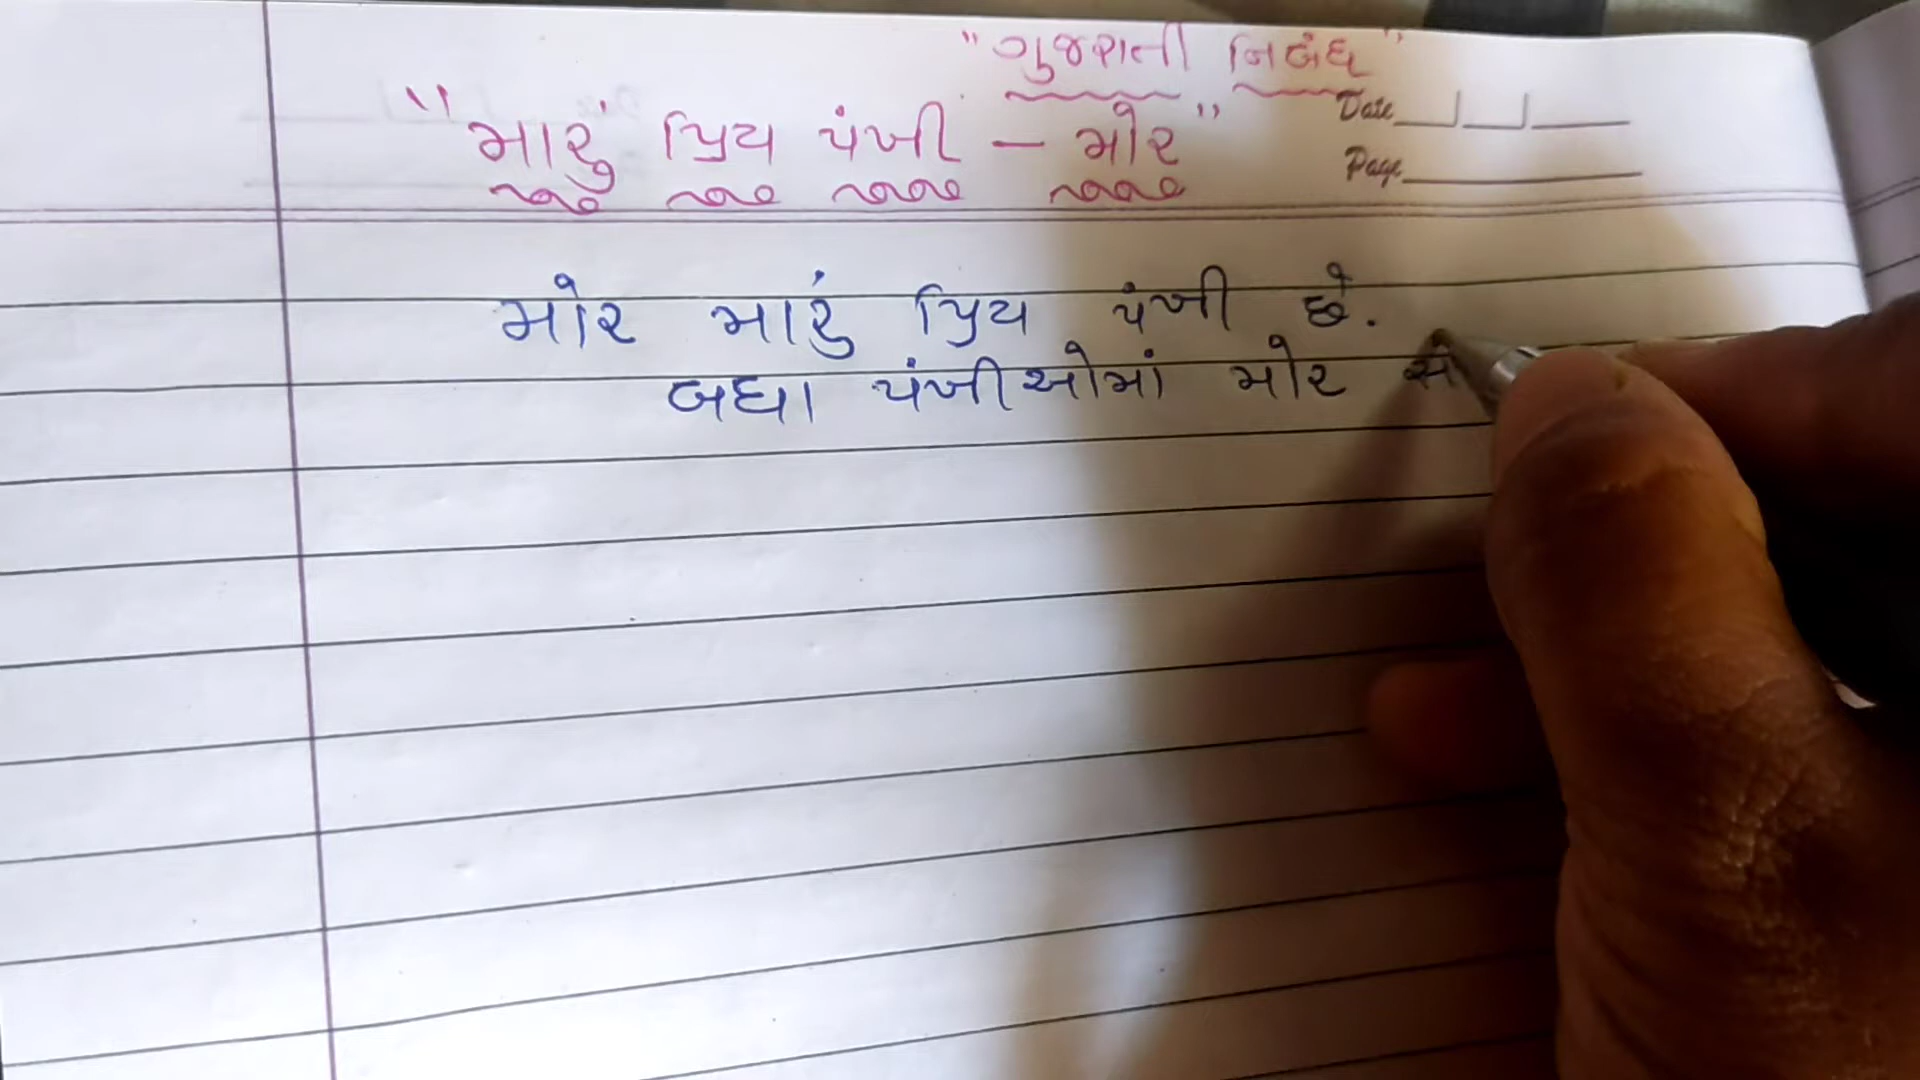 "ગુજરાતી નિબંધ"
"મારું પ્રિય પંખી – મોર"
Date
Page
મોર મારું પ્રિય પંખી છે.
બધા પંખીઓમાં મોર સૌ